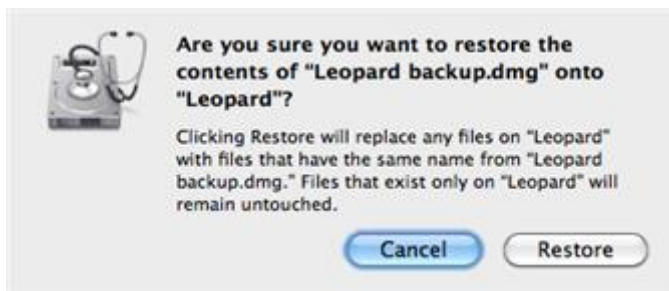 Are you sure you want to restore the
contents of "Leopard backup.dmg" onto
"Leopard"?
Clicking Restore will replace any files on "Leopard"
with files that have the same name from "Leopard
backup.dmg." Files that exist only on "Leopard" will
remain untouched.
Cancel Restore